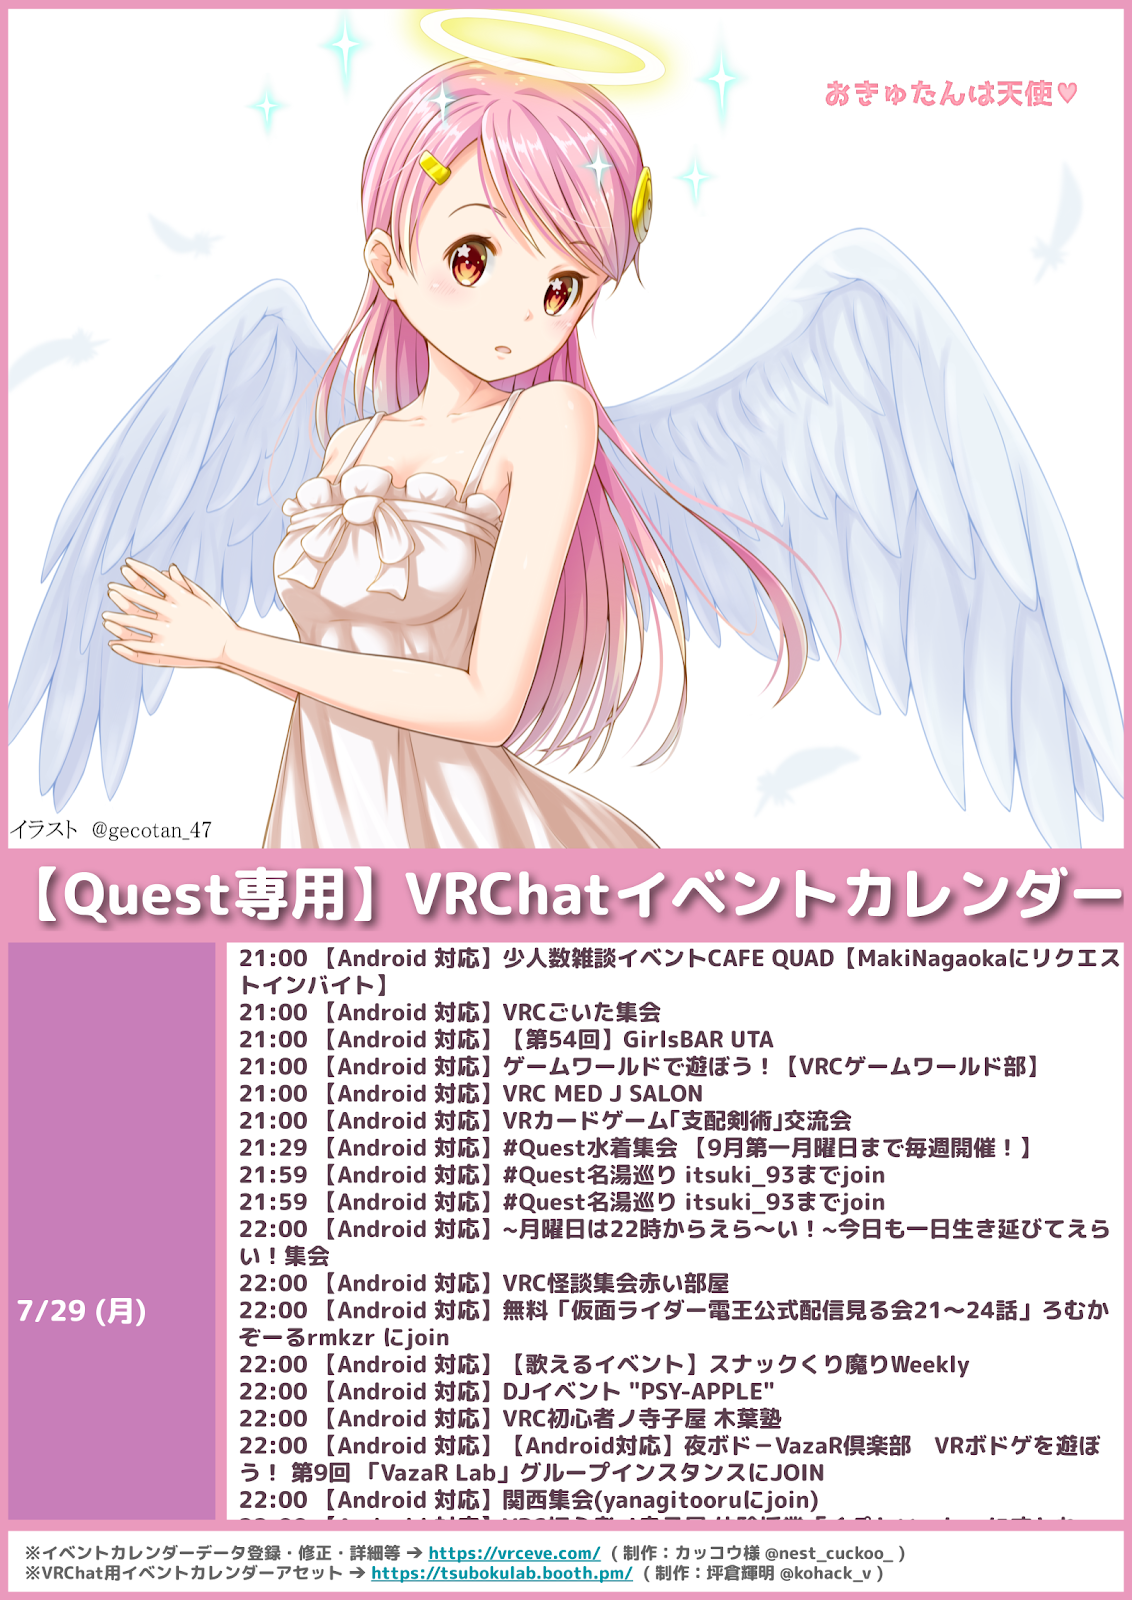 おきゅたんは天使♥
イラスト @gecotan_47
【Quest専用】VRChatイベントカレンダー
7/29 (月)
21:00 【Android 対応】少人数雑談イベントCAFE QUAD【MakiNagaokaにリクエス
トインバイト】
21:00 【Android 対応】VRCごいた集会
21:00 【Android 対応】【第54回】GirlsBAR UTA
21:00 【Android 対応】ゲームワールドで遊ぼう！【VRCゲームワールド部】
21:00 【Android 対応】VRC MED J SALON
21:00 【Android 対応】VRカードゲーム｢支配剣術｣交流会
21:29 【Android 対応】#Quest水着集会 【9月第一月曜日まで毎週開催！】
21:59 【Android 対応】#Quest名湯巡り itsuki_93までjoin
21:59 【Android 対応】#Quest名湯巡り itsuki_93までjoin
22:00 【Android 対応】~月曜日は22時からえら〜い！~今日も一日生き延びてえら
い！集会
22:00 【Android 対応】VRC怪談集会赤い部屋
22:00 【Android 対応】無料「仮面ライダー電王公式配信見る会21〜24話」ろむか
ぞーるrmkzr にjoin
22:00 【Android 対応】【歌えるイベント】スナックくり魔りWeekly
22:00 【Android 対応】DJイベント "PSY-APPLE"
22:00 【Android 対応】VRC初心者ノ寺子屋 木葉塾
22:00 【Android 対応】【Android対応】夜ボド－VazaR倶楽部　VRボドゲを遊ぼ
う！ 第9回 「VazaR Lab」グループインスタンスにJOIN
22:00 【Android 対応】関西集会(yanagitooruにjoin)
※イベントカレンダーデータ登録・修正・詳細等 ➔ https://vrceve.com/ ( 制作：カッコウ様 @nest_cuckoo_ )
※VRChat用イベントカレンダーアセット ➔ https://tsubokulab.booth.pm/ ( 制作：坪倉輝明 @kohack_v )